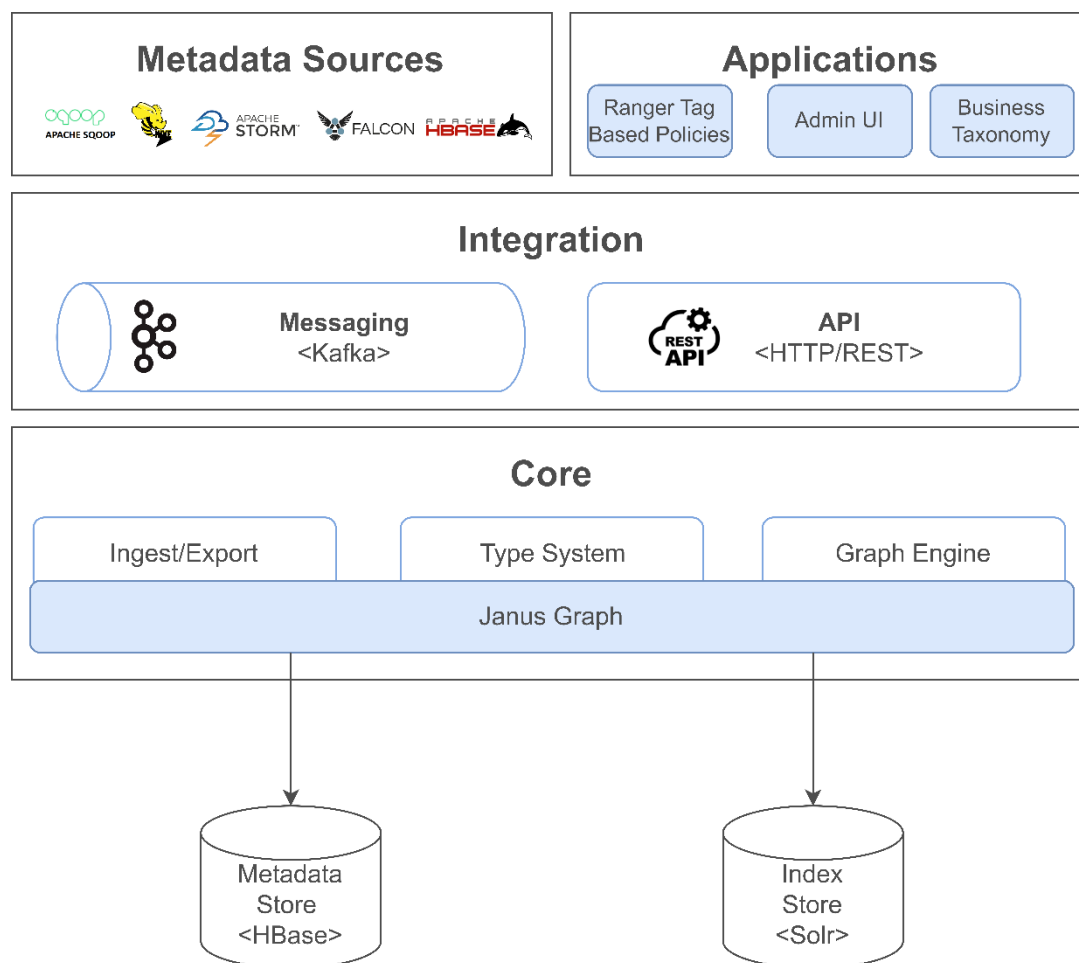 Metadata Sources
APACHE SQOOP
APACHE
STORM™
FALCON
APACHE
HBASE
Applications
Ranger Tag
Based Policies
Admin UI
Business
Taxonomy
Integration
Messaging
<Kafka>
REST
API
API
<HTTP/REST>
Core
Ingest/Export
Type System
Graph Engine
Janus Graph
Metadata
Store
<HBase>
Index
Store
<Solr>